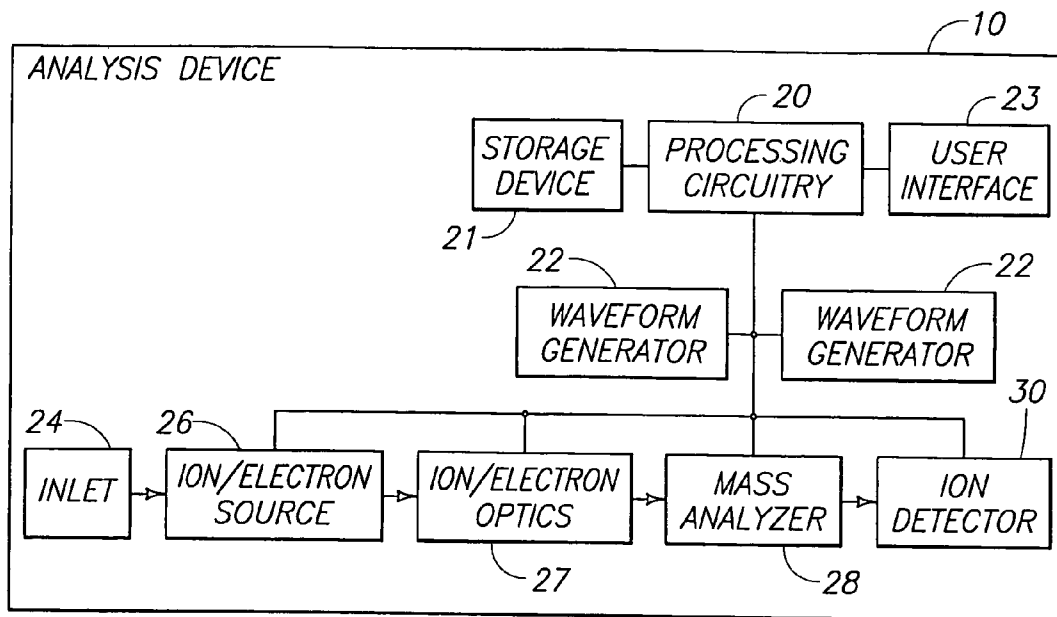 10
ANALYSIS DEVICE
20
23
STORAGE
DEVICE
PROCESSING
CIRCUITRY
USER
INTERFACE
21
22
22
WAVEFORM
GENERATOR
WAVEFORM
GENERATOR
24
26
30
INLET
ION/ELECTRON
SOURCE
ION/ELECTRON
OPTICS
MASS
ANALYZER
ION
DETECTOR
27
28